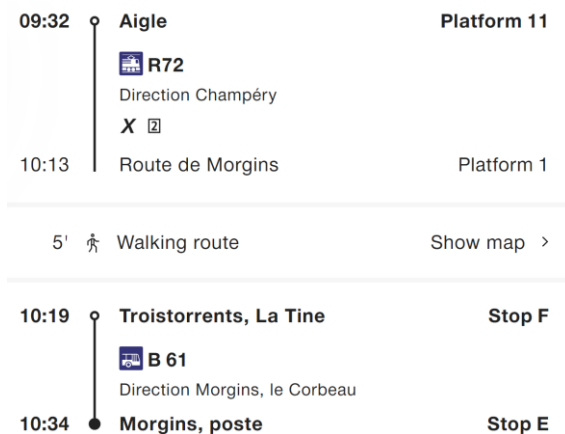 09:32 Aigle Platform 11
R72
Direction Champéry
X 2
10:13 Route de Morgins Platform 1
5' Walking route Show map >
10:19 Troistorrents, La Tine Stop F
B 61
Direction Morgins, le Corbeau
10:34 Morgins, poste Stop E